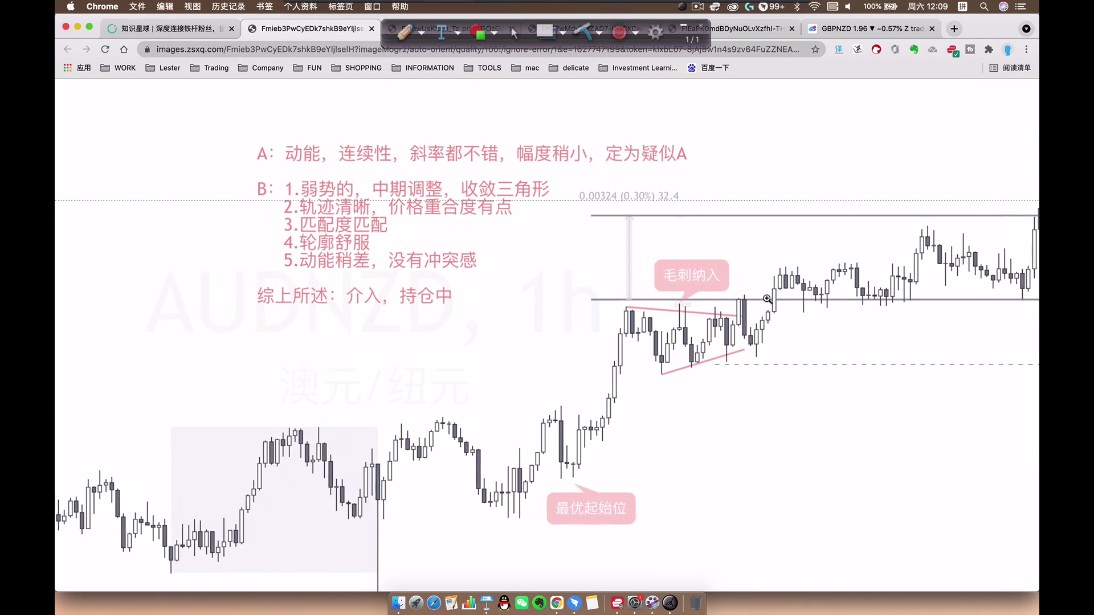 Chrome 文件 编辑 视图 历史记录 书签 个人资料 标签页 窗口 帮助
99+ 100% 周六 12:09
知识星球 | 深度连接铁杆粉丝,
Fmieb3PwCyEDk7shkB9eYljlse
GBPNZD 1.96 ▼ −0.57% Z trad
1/1
images.zsxq.com/Fmieb3PwCyEDk7shkB9eYljlseIH?imageMogr2/auto-orient/quality/100!/ignore-error/1&e=1627747199&token=
应用 WORK Lester Trading Company FUN SHOPPING INFORMATION TOOLS mac delicate Investment Learni... 百度一下 阅读清单
A：动能，连续性，斜率都不错，幅度稍小，定为疑似A
B：1.弱势的，中期调整，收敛三角形
2.轨迹清晰，价格重合度有点
3.匹配度匹配
4.轮廓舒服
5.动能稍差，没有冲突感
综上所述：介入，持仓中
0.00324 (0.30%) 32.4
毛刺纳入
AUDNZD, 1h
澳元/纽元
最优起始位